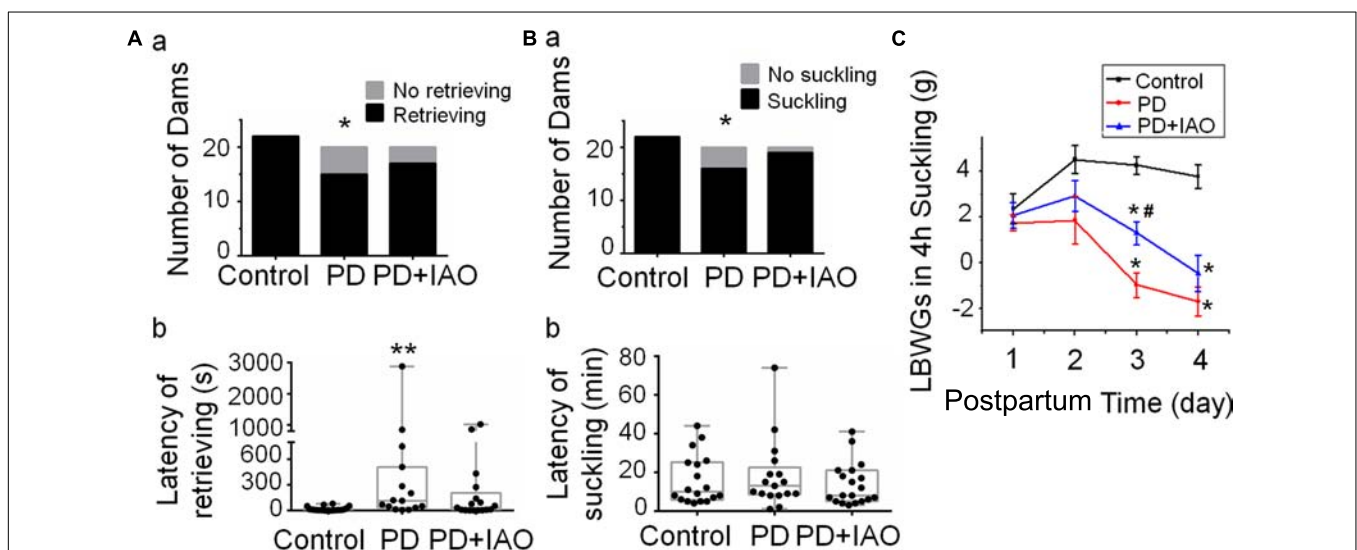 A a
Number of Dams
No retrieving
Retrieving
*
20
10
0
Control PD PD+IAO
b
Latency of
retrieving (s)
**
3000
2000
1000
600
300
0
Control PD PD+IAO
B a
Number of Dams
No suckling
Suckling
*
20
10
0
Control PD PD+IAO
b
Latency of
suckling (min)
80
60
40
20
0
Control PD PD+IAO
C
LBWGs in 4h Suckling (g)
Control
PD
PD+IAO
4
2
0
-2
*#
*
*
*
1 2 3 4
Postpartum Time (day)